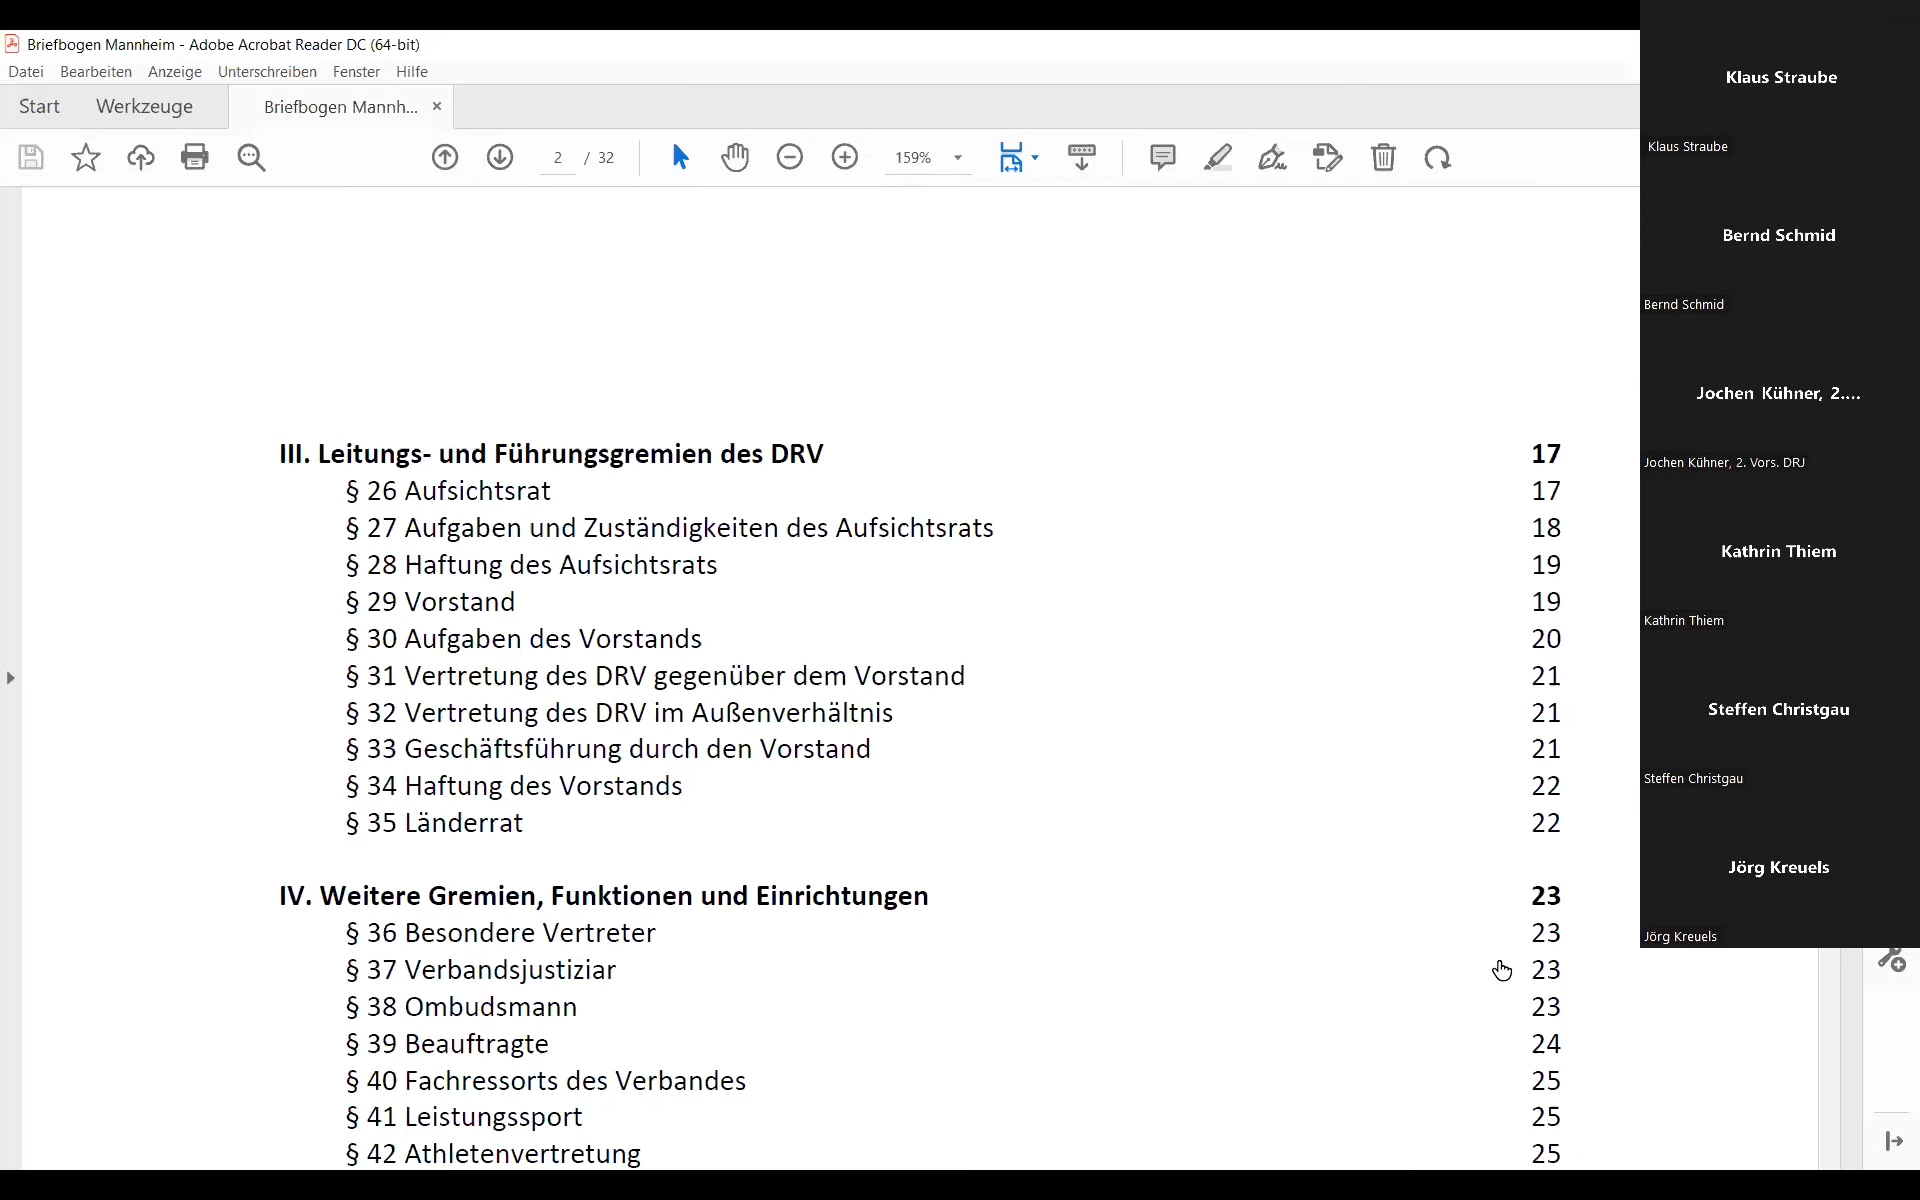 Briefbogen Mannheim - Adobe Acrobat Reader DC (64-bit)
Datei Bearbeiten Anzeige Unterschreiben Fenster Hilfe
Start Werkzeuge Briefbogen Mannh... ×
2 / 32 159%
III. Leitungs- und Führungsgremien des DRV 17
§ 26 Aufsichtsrat 17
§ 27 Aufgaben und Zuständigkeiten des Aufsichtsrats 18
§ 28 Haftung des Aufsichtsrats 19
§ 29 Vorstand 19
§ 30 Aufgaben des Vorstands 20
§ 31 Vertretung des DRV gegenüber dem Vorstand 21
§ 32 Vertretung des DRV im Außenverhältnis 21
§ 33 Geschäftsführung durch den Vorstand 21
§ 34 Haftung des Vorstands 22
§ 35 Länderrat 22
IV. Weitere Gremien, Funktionen und Einrichtungen 23
§ 36 Besondere Vertreter 23
§ 37 Verbandsjustiziar 23
§ 38 Ombudsmann 23
§ 39 Beauftragte 24
§ 40 Fachressorts des Verbandes 25
§ 41 Leistungssport 25
§ 42 Athletenvertretung 25
Klaus Straube
Klaus Straube
Bernd Schmid
Bernd Schmid
Jochen Kühner, 2....
Jochen Kühner, 2. Vors. DRJ
Kathrin Thiem
Kathrin Thiem
Steffen Christgau
Steffen Christgau
Jörg Kreuels
Jörg Kreuels